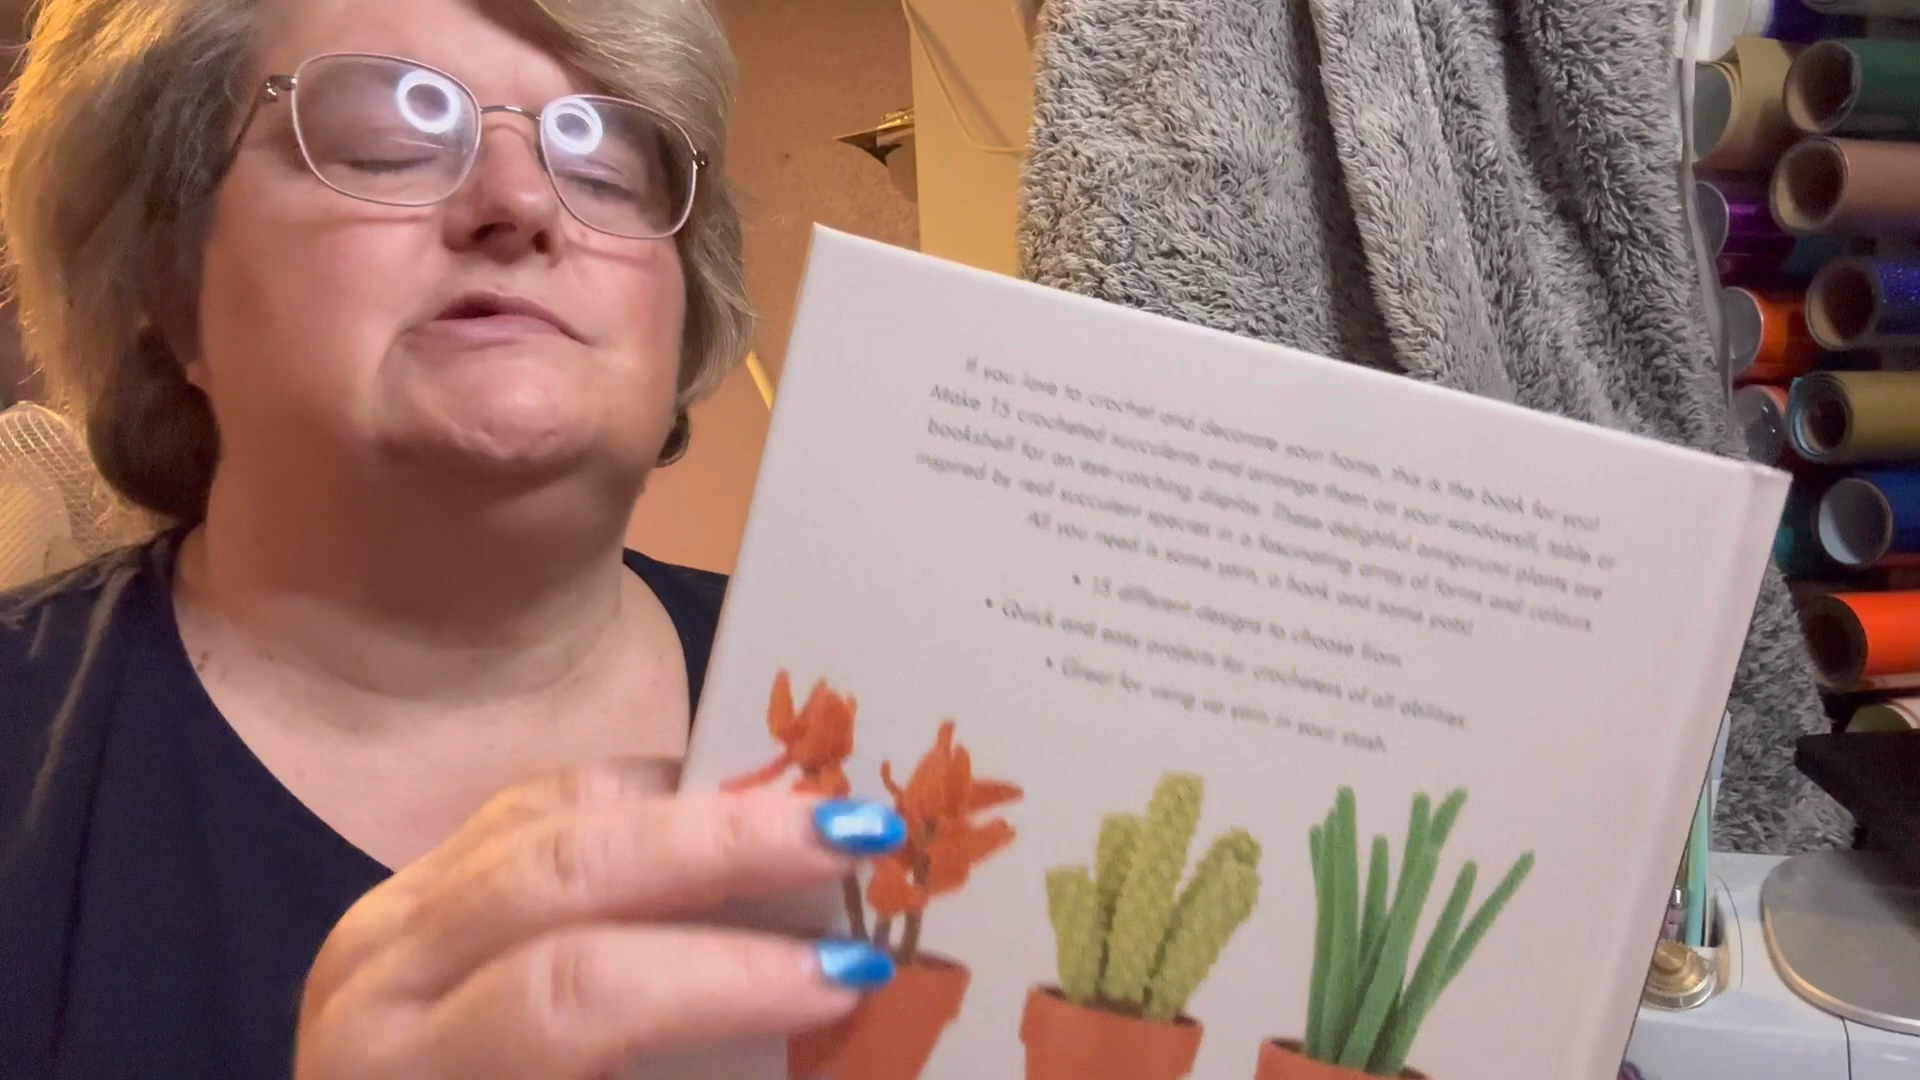 If you love to crochet and decorate your home, this is the book for you!
Make 15 crocheted succulents and arrange them on your windowsill, table or
bookshelf for an eye-catching display. These delightful amigurumi plants are
inspired by real succulent species in a fascinating array of forms and colours.
All you need is some yarn, a hook and some pots!
• 15 different designs to choose from
• Quick and easy projects for crocheters of all abilities
• Great for using up yarn in your stash.